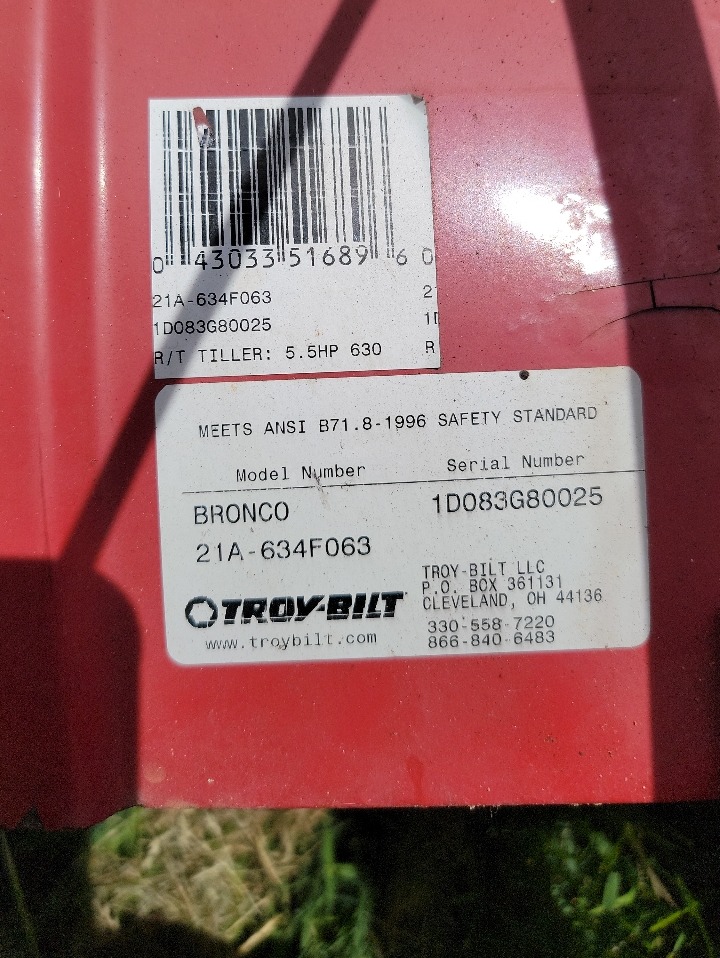 0 43033 51689 6 0
21A-634F063 2
1D083G80025 1D
R/T TILLER: 5.5HP 630 R
MEETS ANSI B71.8-1996 SAFETY STANDARD
Model Number Serial Number
BRONCO 1D083G80025
21A-634F063
TROY-BILT
www.troybilt.com
TROY-BILT LLC
P.O. BOX 361131
CLEVELAND, OH 44136
330-558-7220
866-840-6483